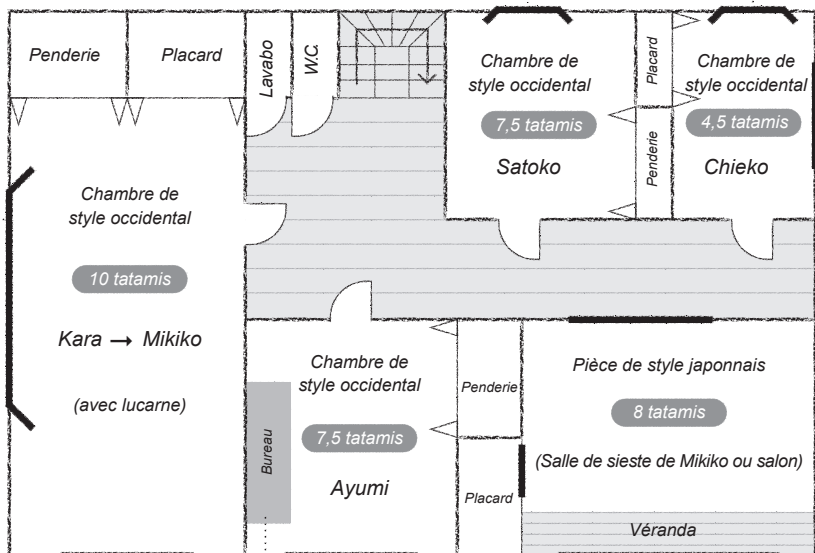 Penderie
Placard
Lavabo
W.C.
Chambre de
style occidental
7,5 tatamis
Satoko
Placard
Penderie
Chambre de
style occidental
4,5 tatamis
Chieko
Chambre de
style occidental
10 tatamis
Kara → Mikiko
(avec lucarne)
Chambre de
style occidental
7,5 tatamis
Ayumi
Bureau
Penderie
Placard
Pièce de style japonnais
8 tatamis
(Salle de sieste de Mikiko ou salon)
Véranda